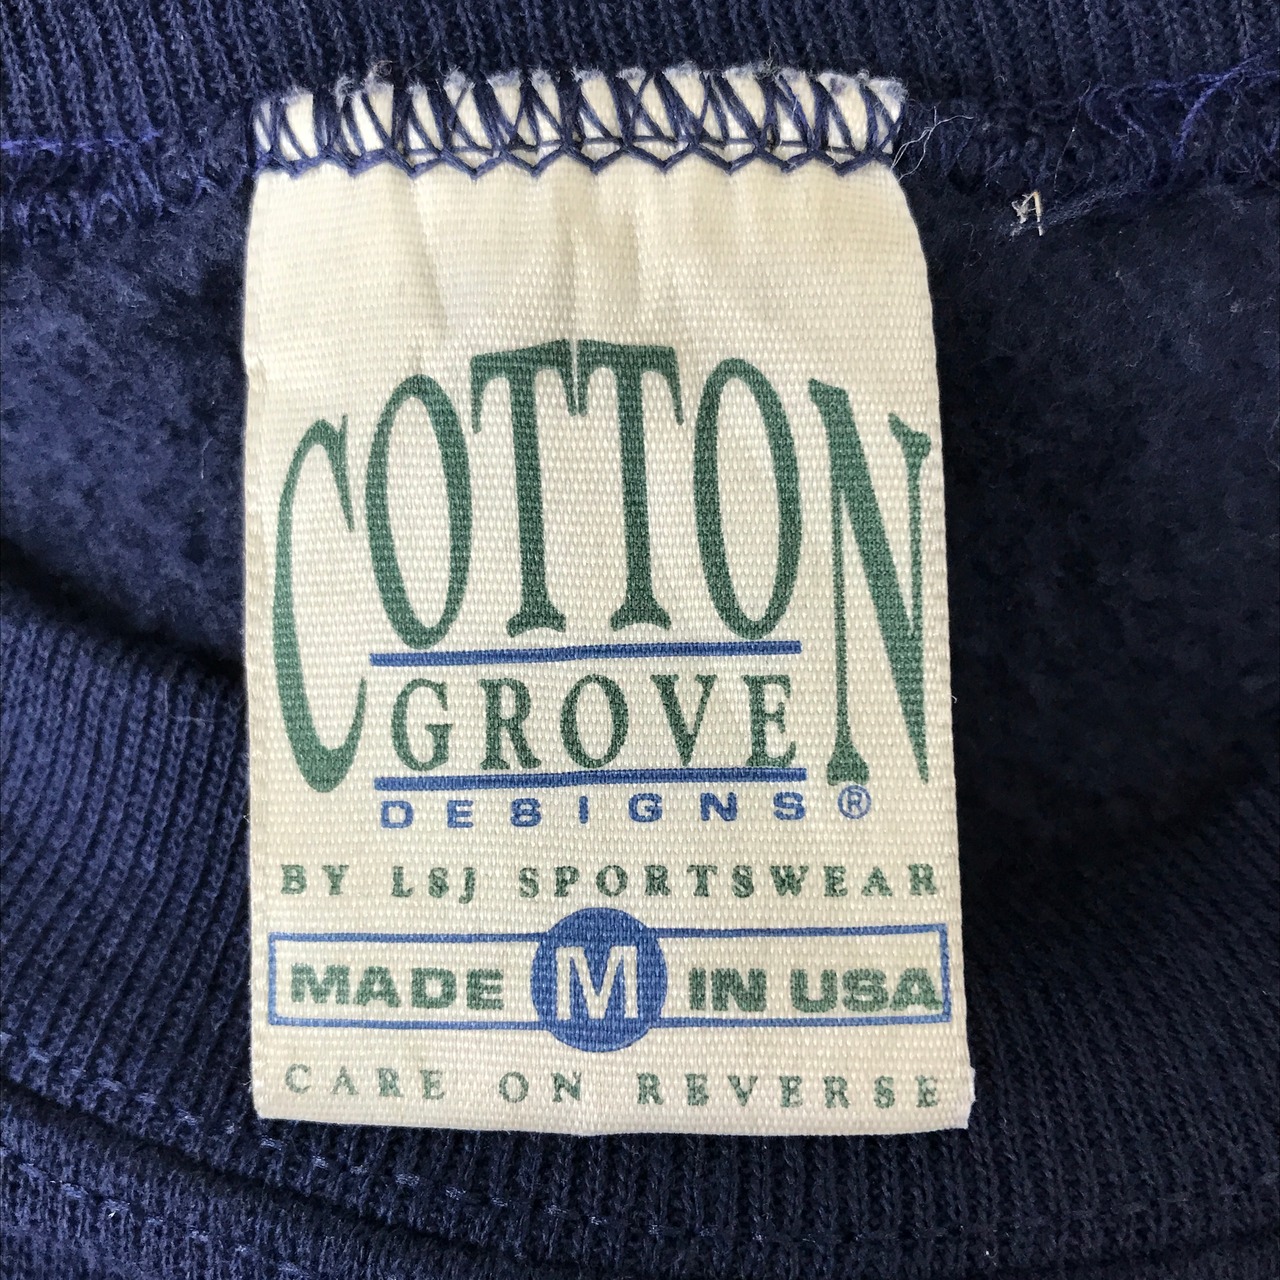 COTTON
GROVE
DESIGNS®
BY LSJ SPORTSWEAR
MADE M IN USA
CARE ON REVERSE